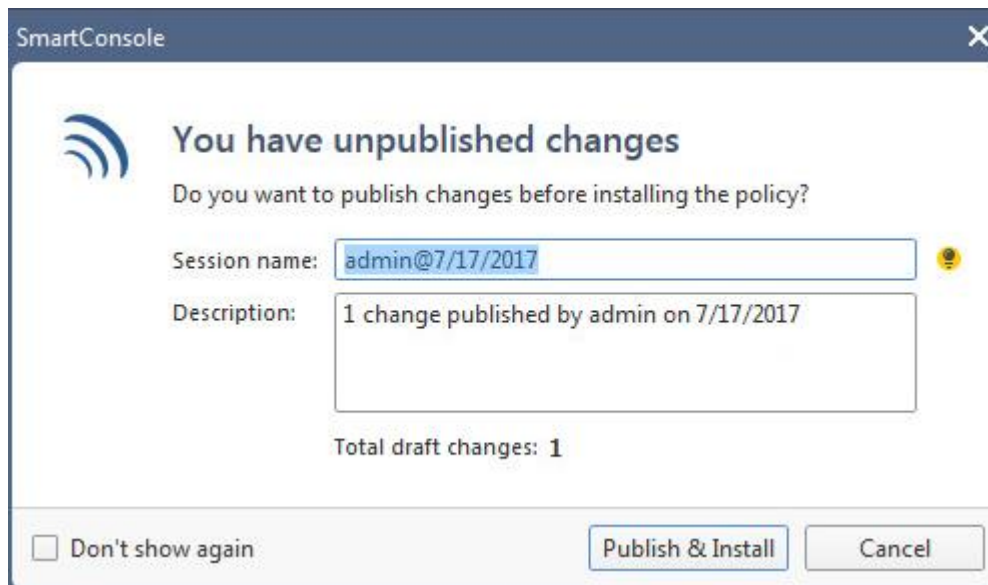 SmartConsole
You have unpublished changes
Do you want to publish changes before installing the policy?
Session name: admin@7/17/2017
Description: 1 change published by admin on 7/17/2017
Total draft changes: 1
Don't show again Publish & Install Cancel